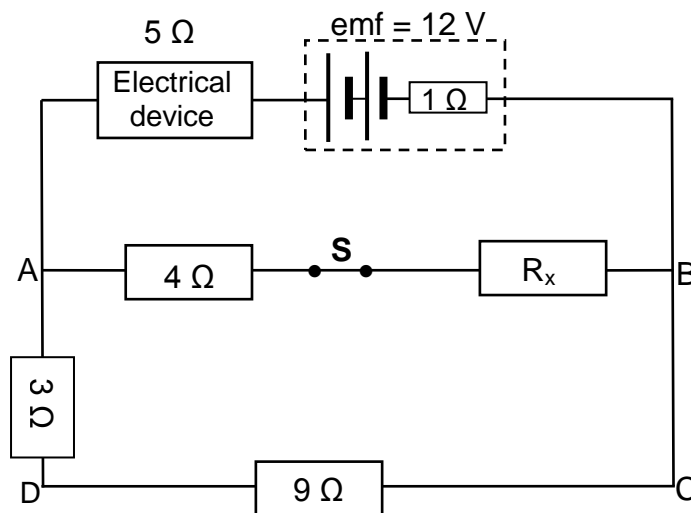 5 Ω
emf = 12 V
Electrical
device
1 Ω
S
A
4 Ω
Rₓ
B
3 Ω
D
9 Ω
C